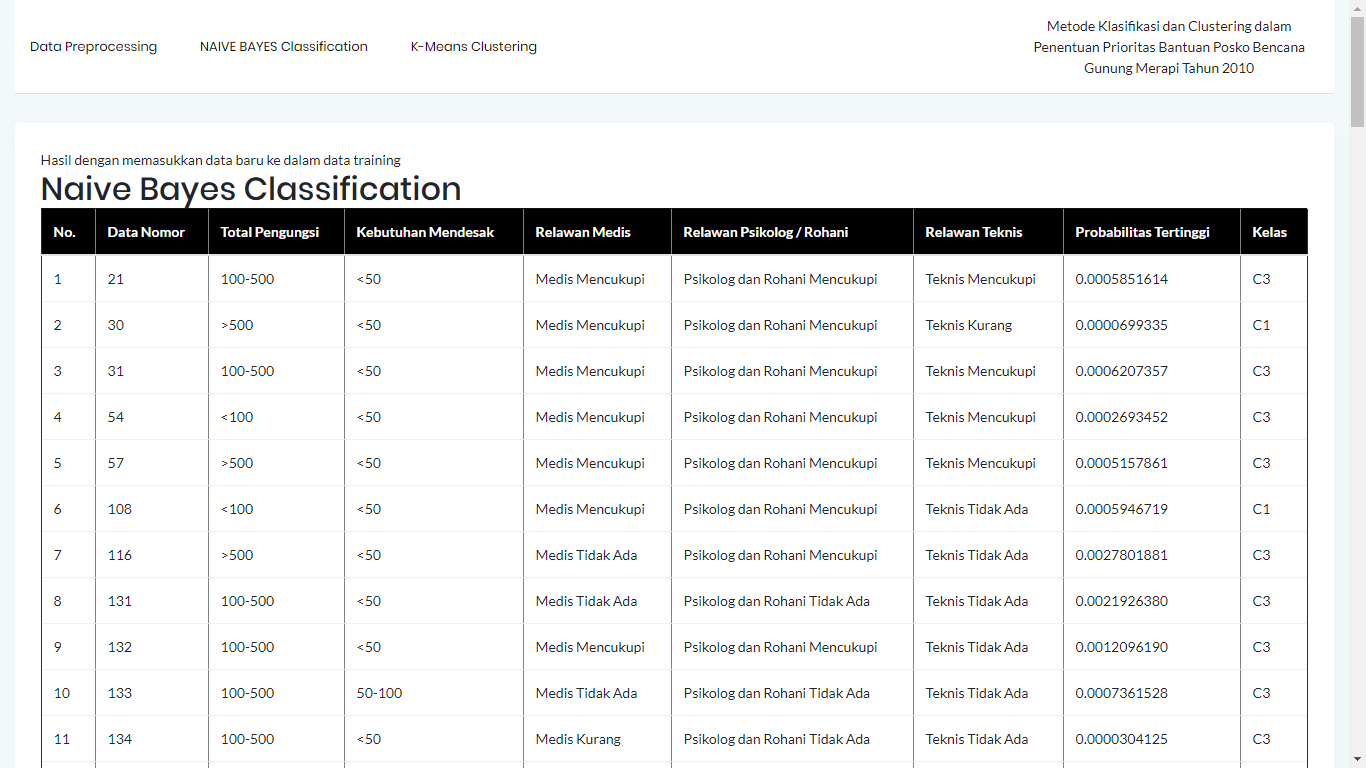 Data Preprocessing NAIVE BAYES Classification K-Means Clustering
Metode Klasifikasi dan Clustering dalam
Penentuan Prioritas Bantuan Posko Bencana
Gunung Merapi Tahun 2010
Hasil dengan memasukkan data baru ke dalam data training
Naive Bayes Classification
No. Data Nomor Total Pengungsi Kebutuhan Mendesak Relawan Medis Relawan Psikolog / Rohani Relawan Teknis Probabilitas Tertinggi Kelas
1 21 100-500 <50 Medis Mencukupi Psikolog dan Rohani Mencukupi Teknis Mencukupi 0.0005851614 C3
2 30 >500 <50 Medis Mencukupi Psikolog dan Rohani Mencukupi Teknis Kurang 0.0000699335 C1
3 31 100-500 <50 Medis Mencukupi Psikolog dan Rohani Mencukupi Teknis Mencukupi 0.0006207357 C3
4 54 <100 <50 Medis Mencukupi Psikolog dan Rohani Mencukupi Teknis Mencukupi 0.0002693452 C3
5 57 >500 <50 Medis Mencukupi Psikolog dan Rohani Mencukupi Teknis Mencukupi 0.0005157861 C3
6 108 <100 <50 Medis Mencukupi Psikolog dan Rohani Mencukupi Teknis Tidak Ada 0.0005946719 C1
7 116 >500 <50 Medis Tidak Ada Psikolog dan Rohani Mencukupi Teknis Tidak Ada 0.0027801881 C3
8 131 100-500 <50 Medis Tidak Ada Psikolog dan Rohani Tidak Ada Teknis Tidak Ada 0.0021926380 C3
9 132 100-500 <50 Medis Mencukupi Psikolog dan Rohani Mencukupi Teknis Tidak Ada 0.0012096190 C3
10 133 100-500 50-100 Medis Tidak Ada Psikolog dan Rohani Tidak Ada Teknis Tidak Ada 0.0007361528 C3
11 134 100-500 <50 Medis Kurang Psikolog dan Rohani Tidak Ada Teknis Tidak Ada 0.0000304125 C3